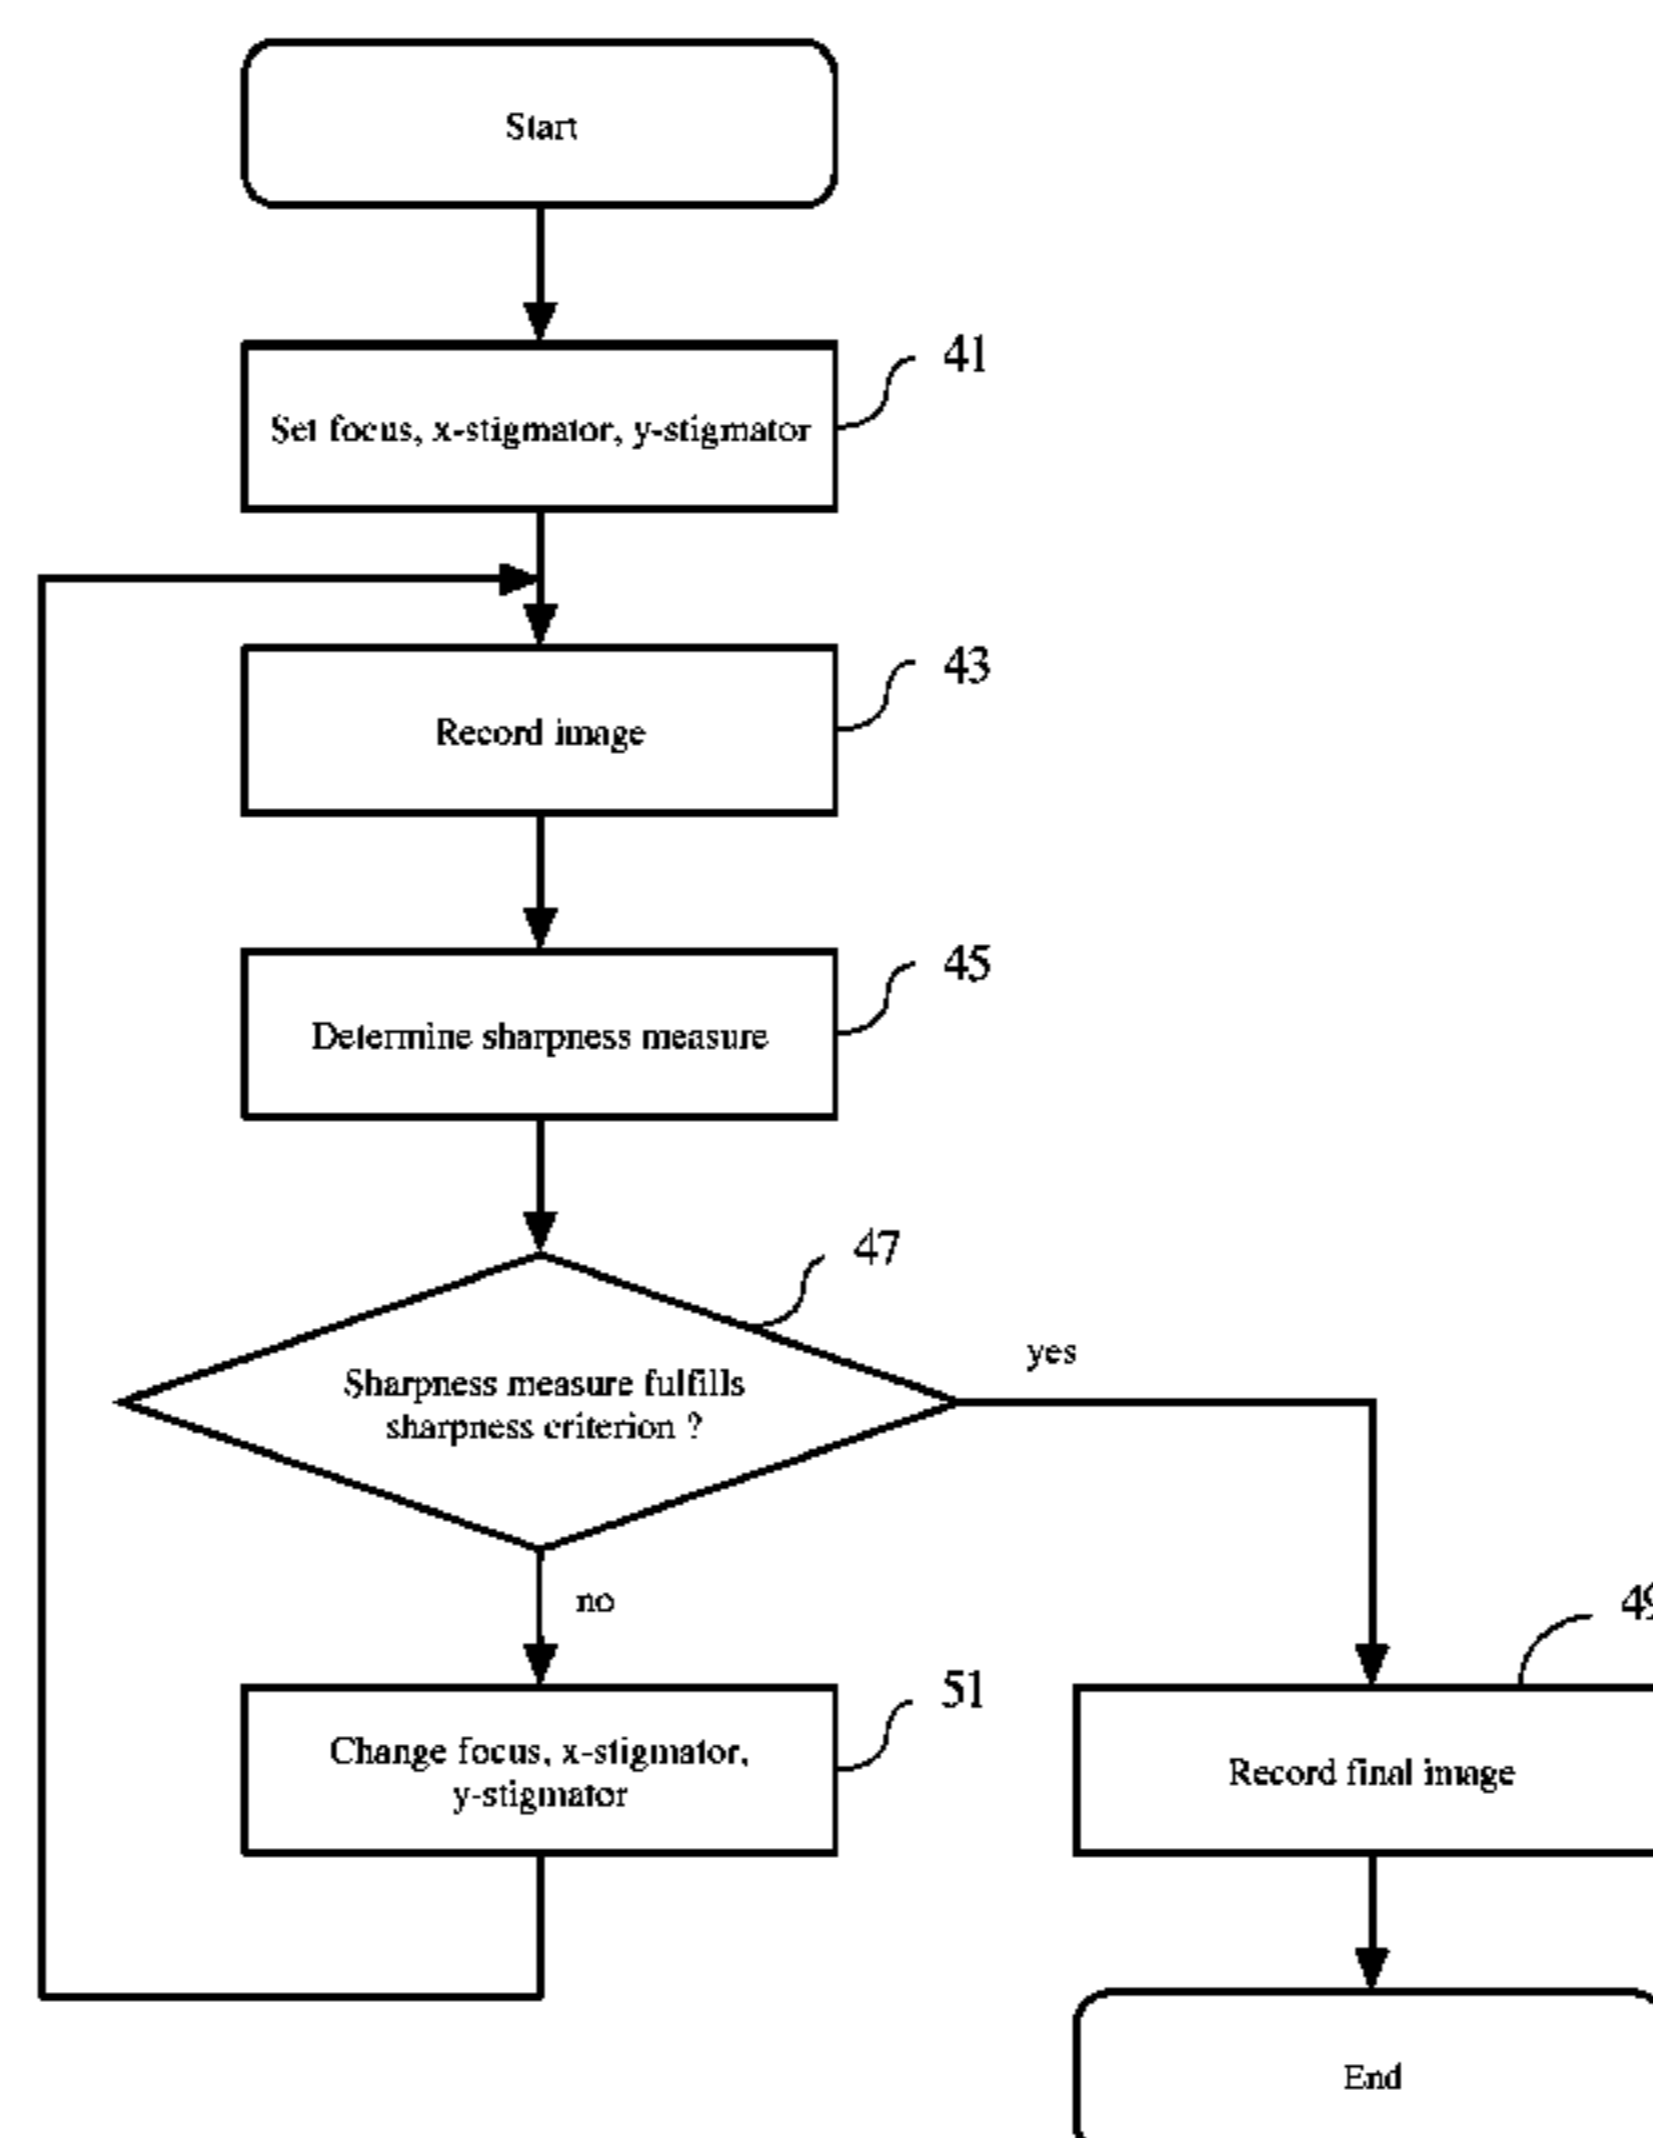 Start
41
Set focus, x-stigmator, y-stigmator
43
Record image
45
Determine sharpness measure
47
Sharpness measure fulfills
sharpness criterion ?
yes
no
49
51
Change focus, x-stigmator,
y-stigmator
Record final image
End